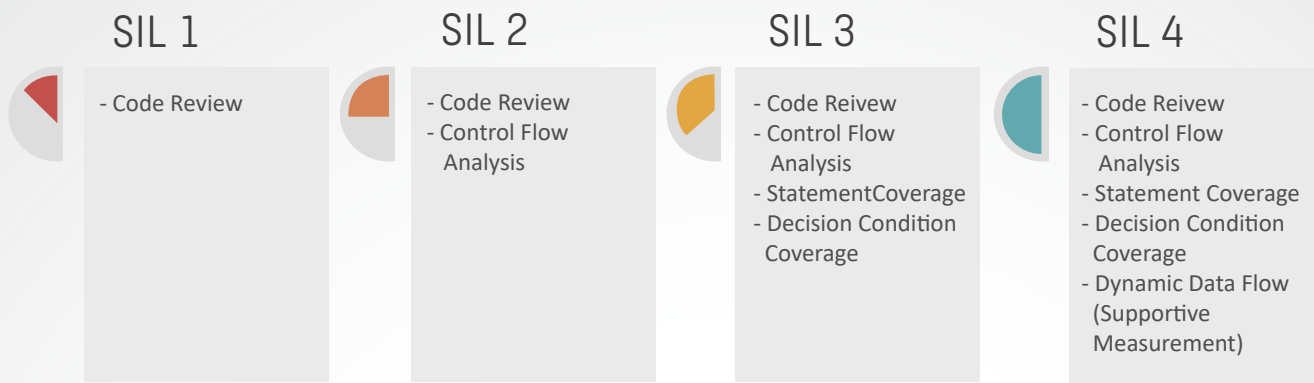 SIL 1
- Code Review
SIL 2
- Code Review
- Control Flow
Analysis
SIL 3
- Code Reivew
- Control Flow
Analysis
- StatementCoverage
- Decision Condition
Coverage
SIL 4
- Code Reivew
- Control Flow
Analysis
- Statement Coverage
- Decision Condition
Coverage
- Dynamic Data Flow
(Supportive
Measurement)